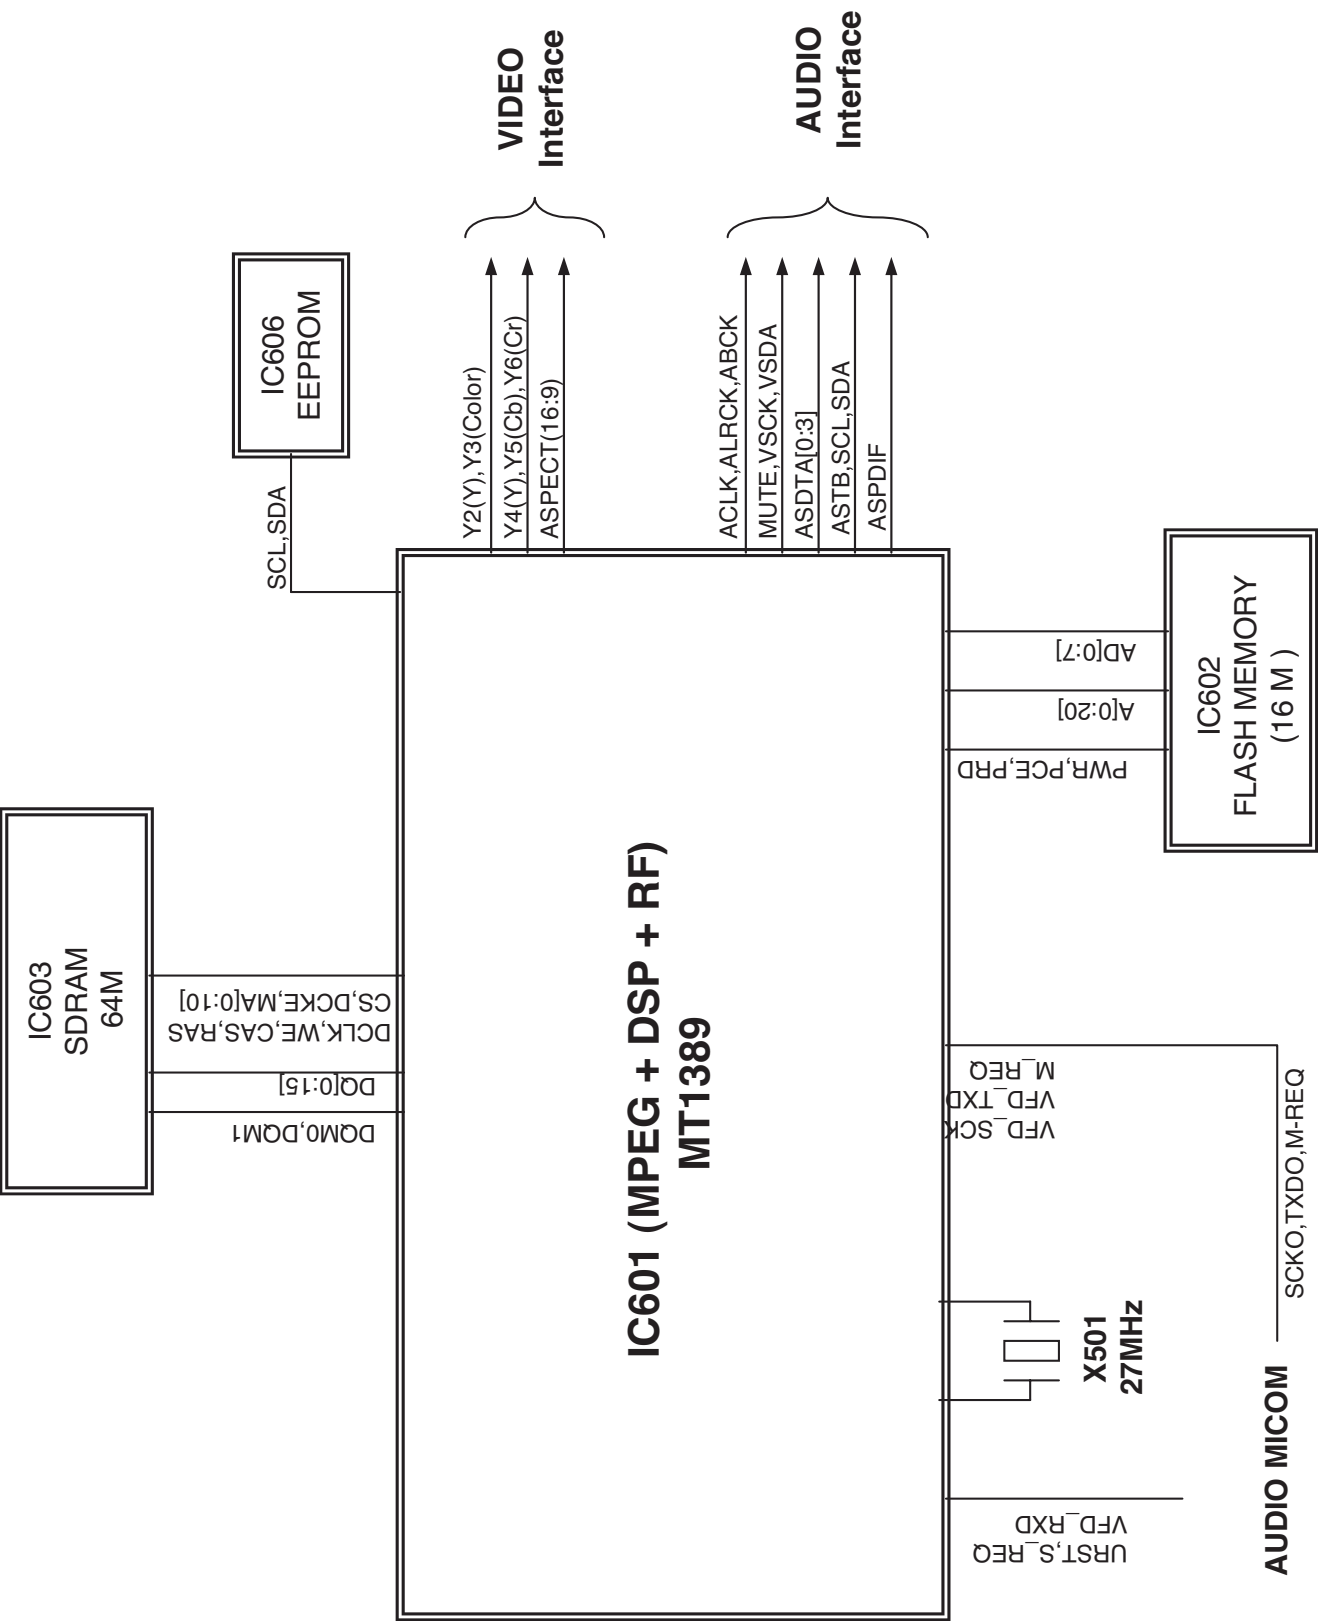 IC603
SDRAM
64M
DQM0,DQM1
DQ[0:15]
DCLK,WE,CAS,RAS
CS,DCKE,MA[0:10]
IC606
EEPROM
SCL,SDA
VIDEO
Interface
Y2(Y),Y3(Color)
Y4(Y),Y5(Cb),Y6(Cr)
ASPECT(16:9)
AUDIO
Interface
ACLK,ALRCK,ABCK
MUTE,VSCK,VSDA
ASDTA[0:3]
ASTB,SCL,SDA
ASPDIF
IC601 (MPEG + DSP + RF)
MT1389
URST,S_REQ
VFD_RXD
X501
27MHz
VFD_SCK
VFD_TXD
M_REQ
PWR,PCE,PRD
A[0:20]
AD[0:7]
IC602
FLASH MEMORY
(16 M )
AUDIO MICOM
SCKO,TXDO,M-REQ